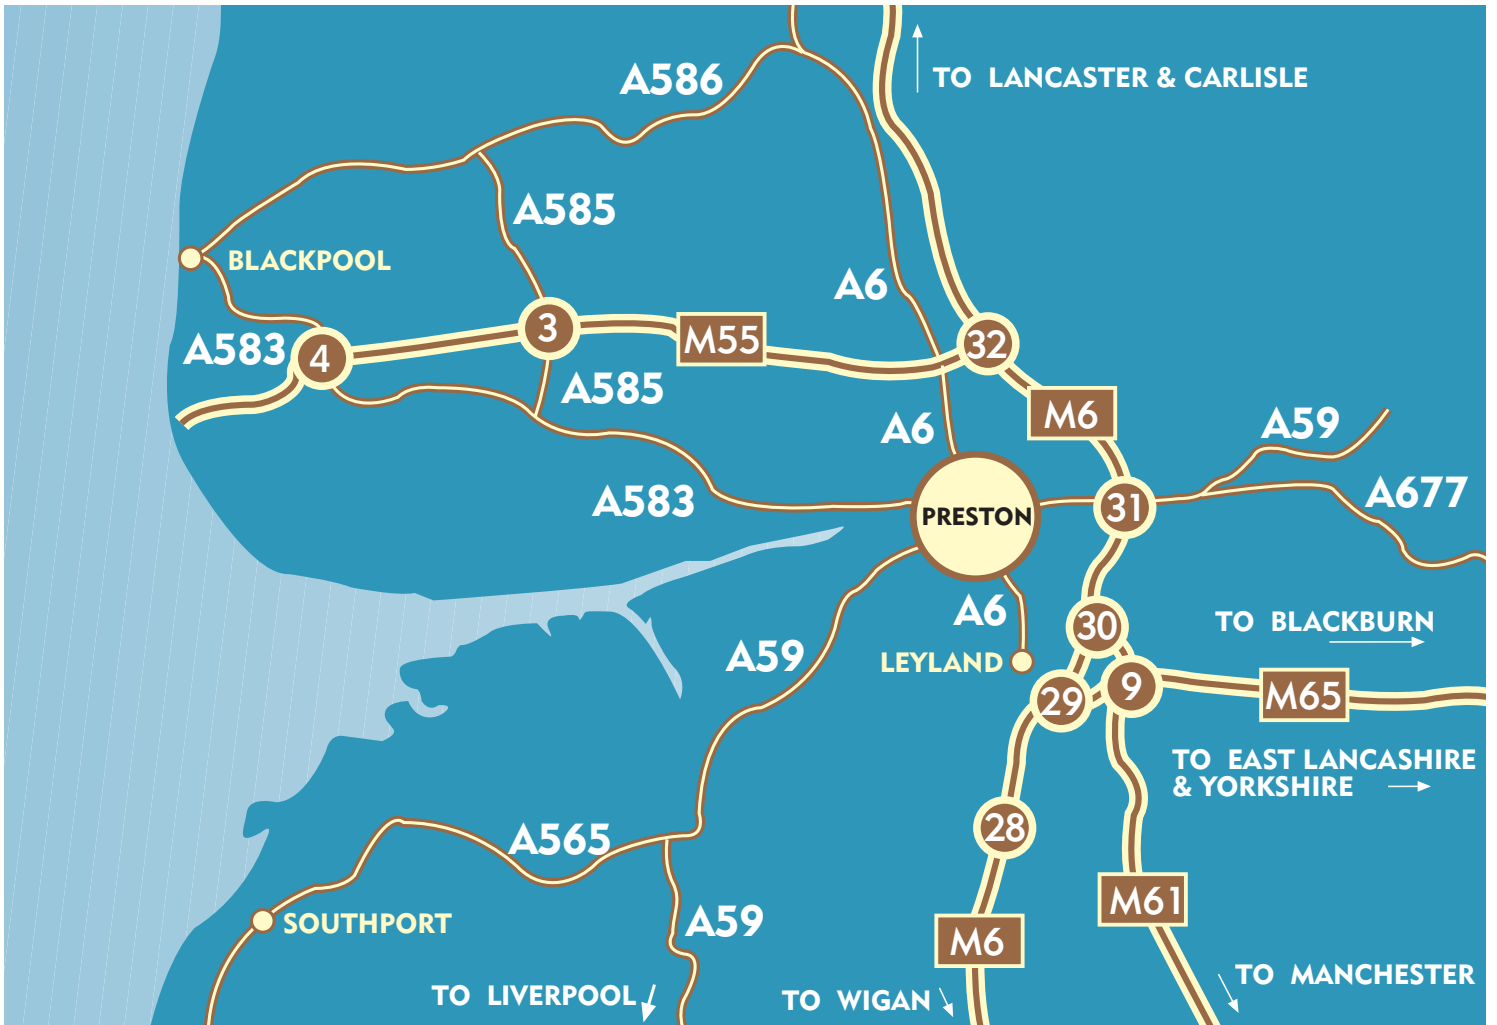 A586
TO LANCASTER & CARLISLE
A585
BLACKPOOL
A6
A583
4
3
M55
32
A585
M6
A6
A59
A583
A677
PRESTON
31
A6
30
TO BLACKBURN
A59
LEYLAND
29
9
M65
TO EAST LANCASHIRE
& YORKSHIRE
28
A565
M61
SOUTHPORT
A59
M6
TO LIVERPOOL
TO WIGAN
TO MANCHESTER